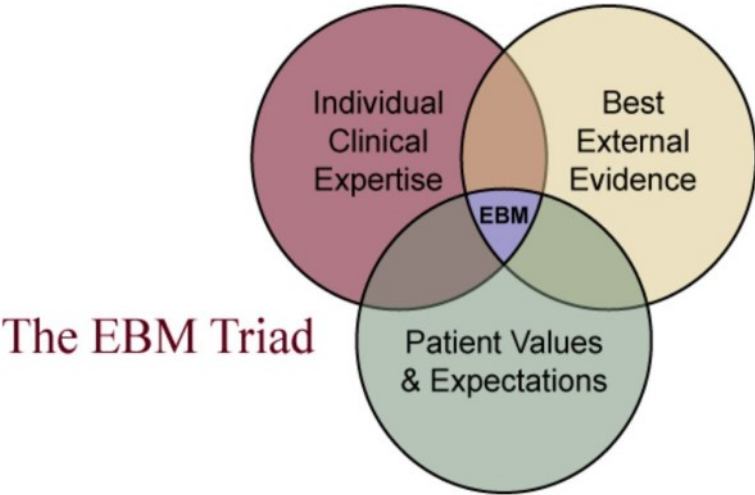 Individual
Clinical
Expertise
Best
External
Evidence
EBM
The EBM Triad
Patient Values
& Expectations